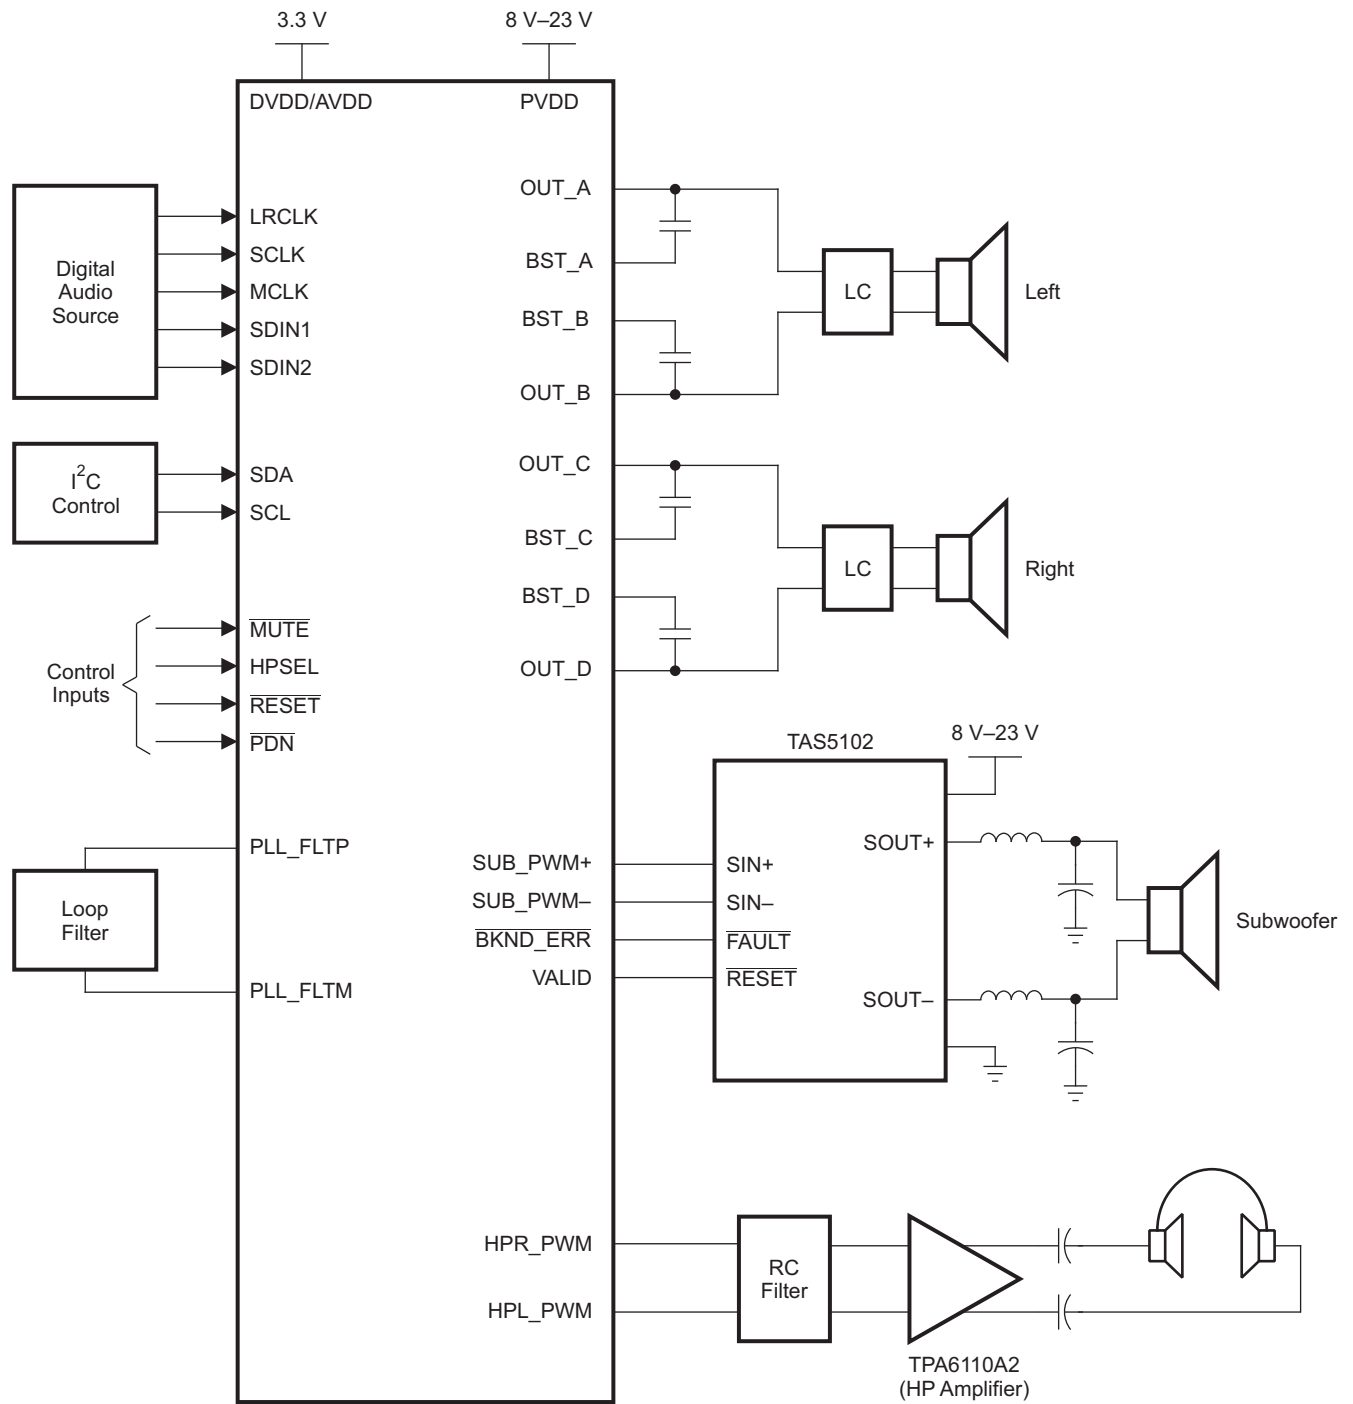 3.3 V
8 V–23 V
DVDD/AVDD
PVDD
Digital
Audio
Source
LRCLK
SCLK
MCLK
SDIN1
SDIN2
I²C
Control
SDA
SCL
Control
Inputs
MUTE
HPSEL
RESET
PDN
Loop
Filter
PLL_FLTP
PLL_FLTM
OUT_A
BST_A
BST_B
OUT_B
LC
Left
OUT_C
BST_C
BST_D
OUT_D
LC
Right
TAS5102
8 V–23 V
SUB_PWM+
SUB_PWM–
BKND_ERR
VALID
SIN+
SIN–
FAULT
RESET
SOUT+
SOUT–
Subwoofer
HPR_PWM
HPL_PWM
RC
Filter
TPA6110A2
(HP Amplifier)